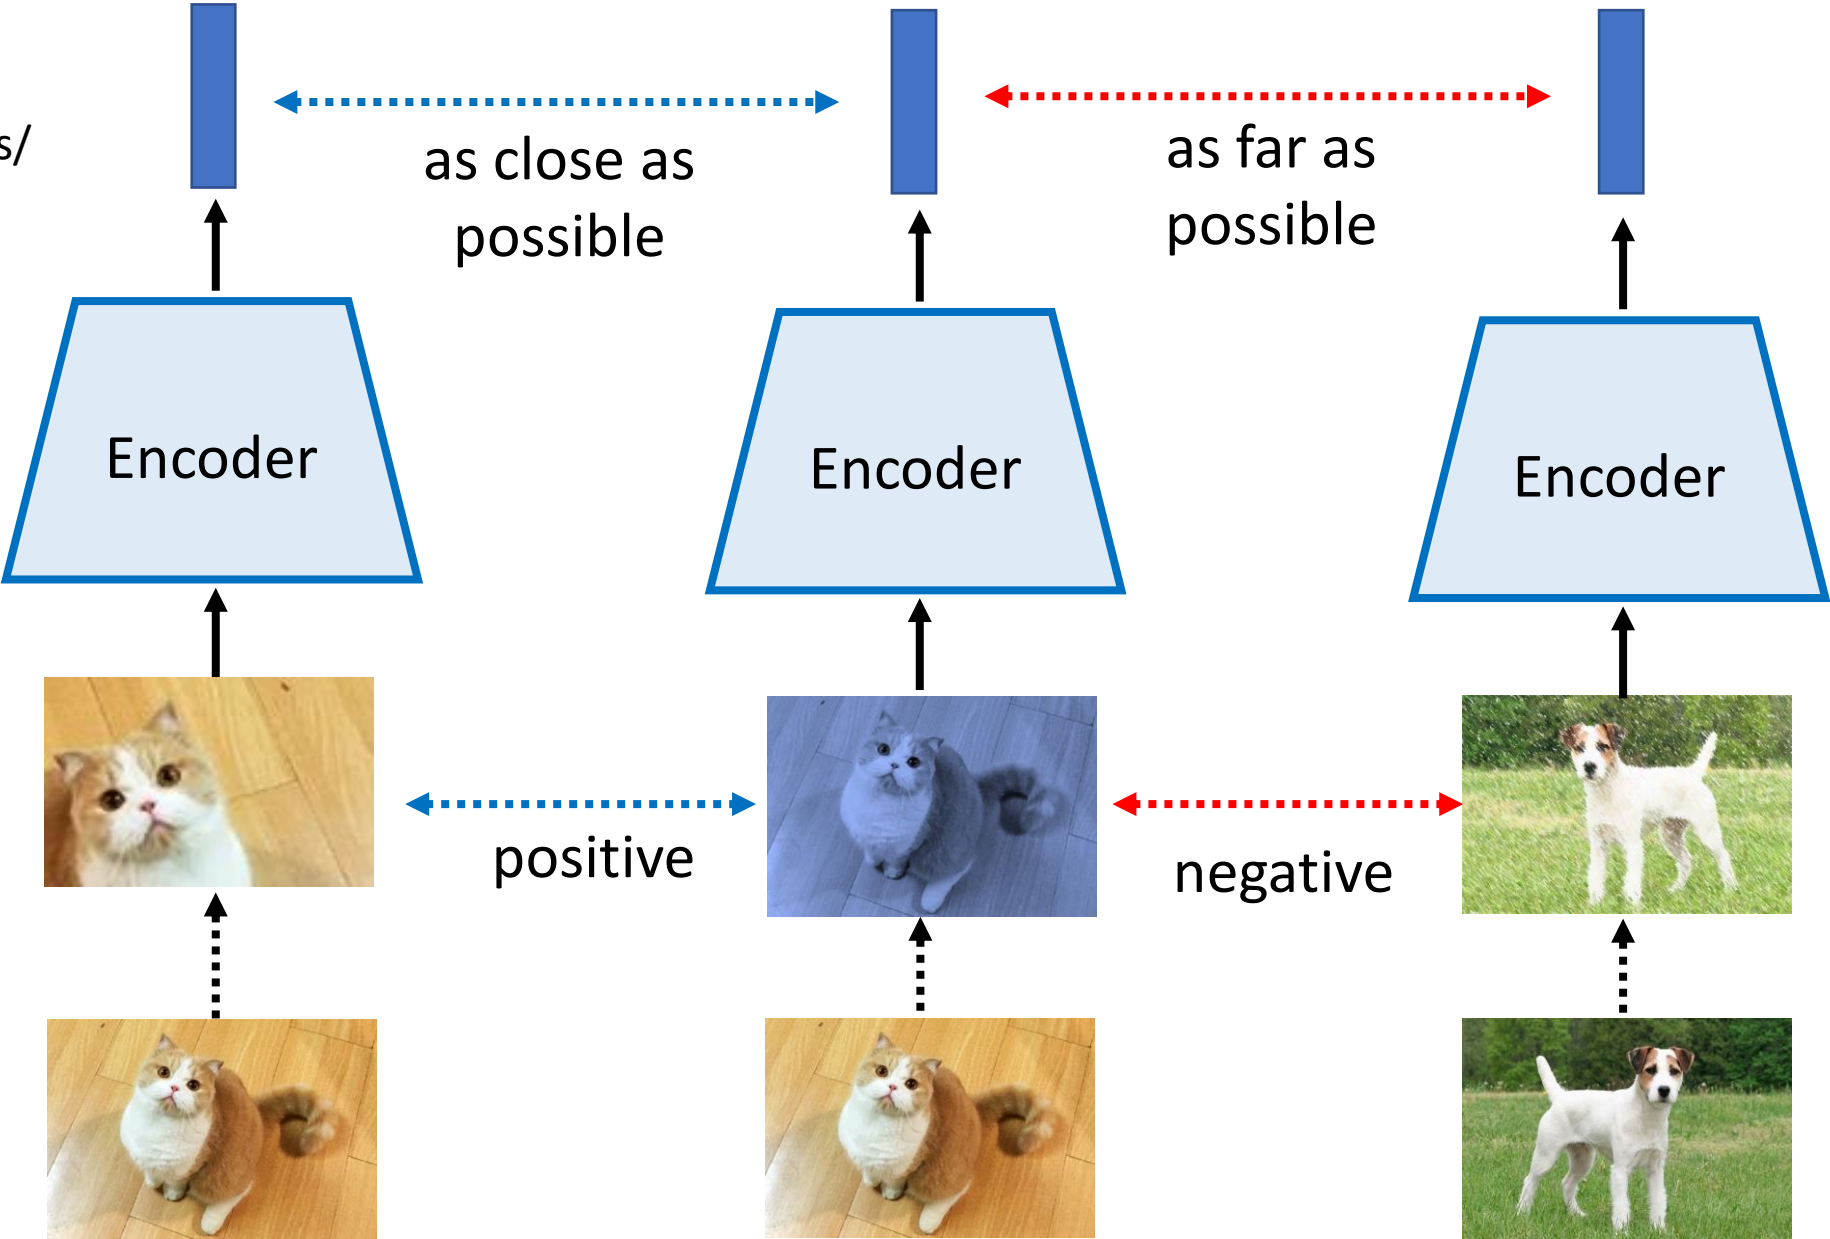 s/
as close as
possible
as far as
possible
Encoder
Encoder
Encoder
positive
negative